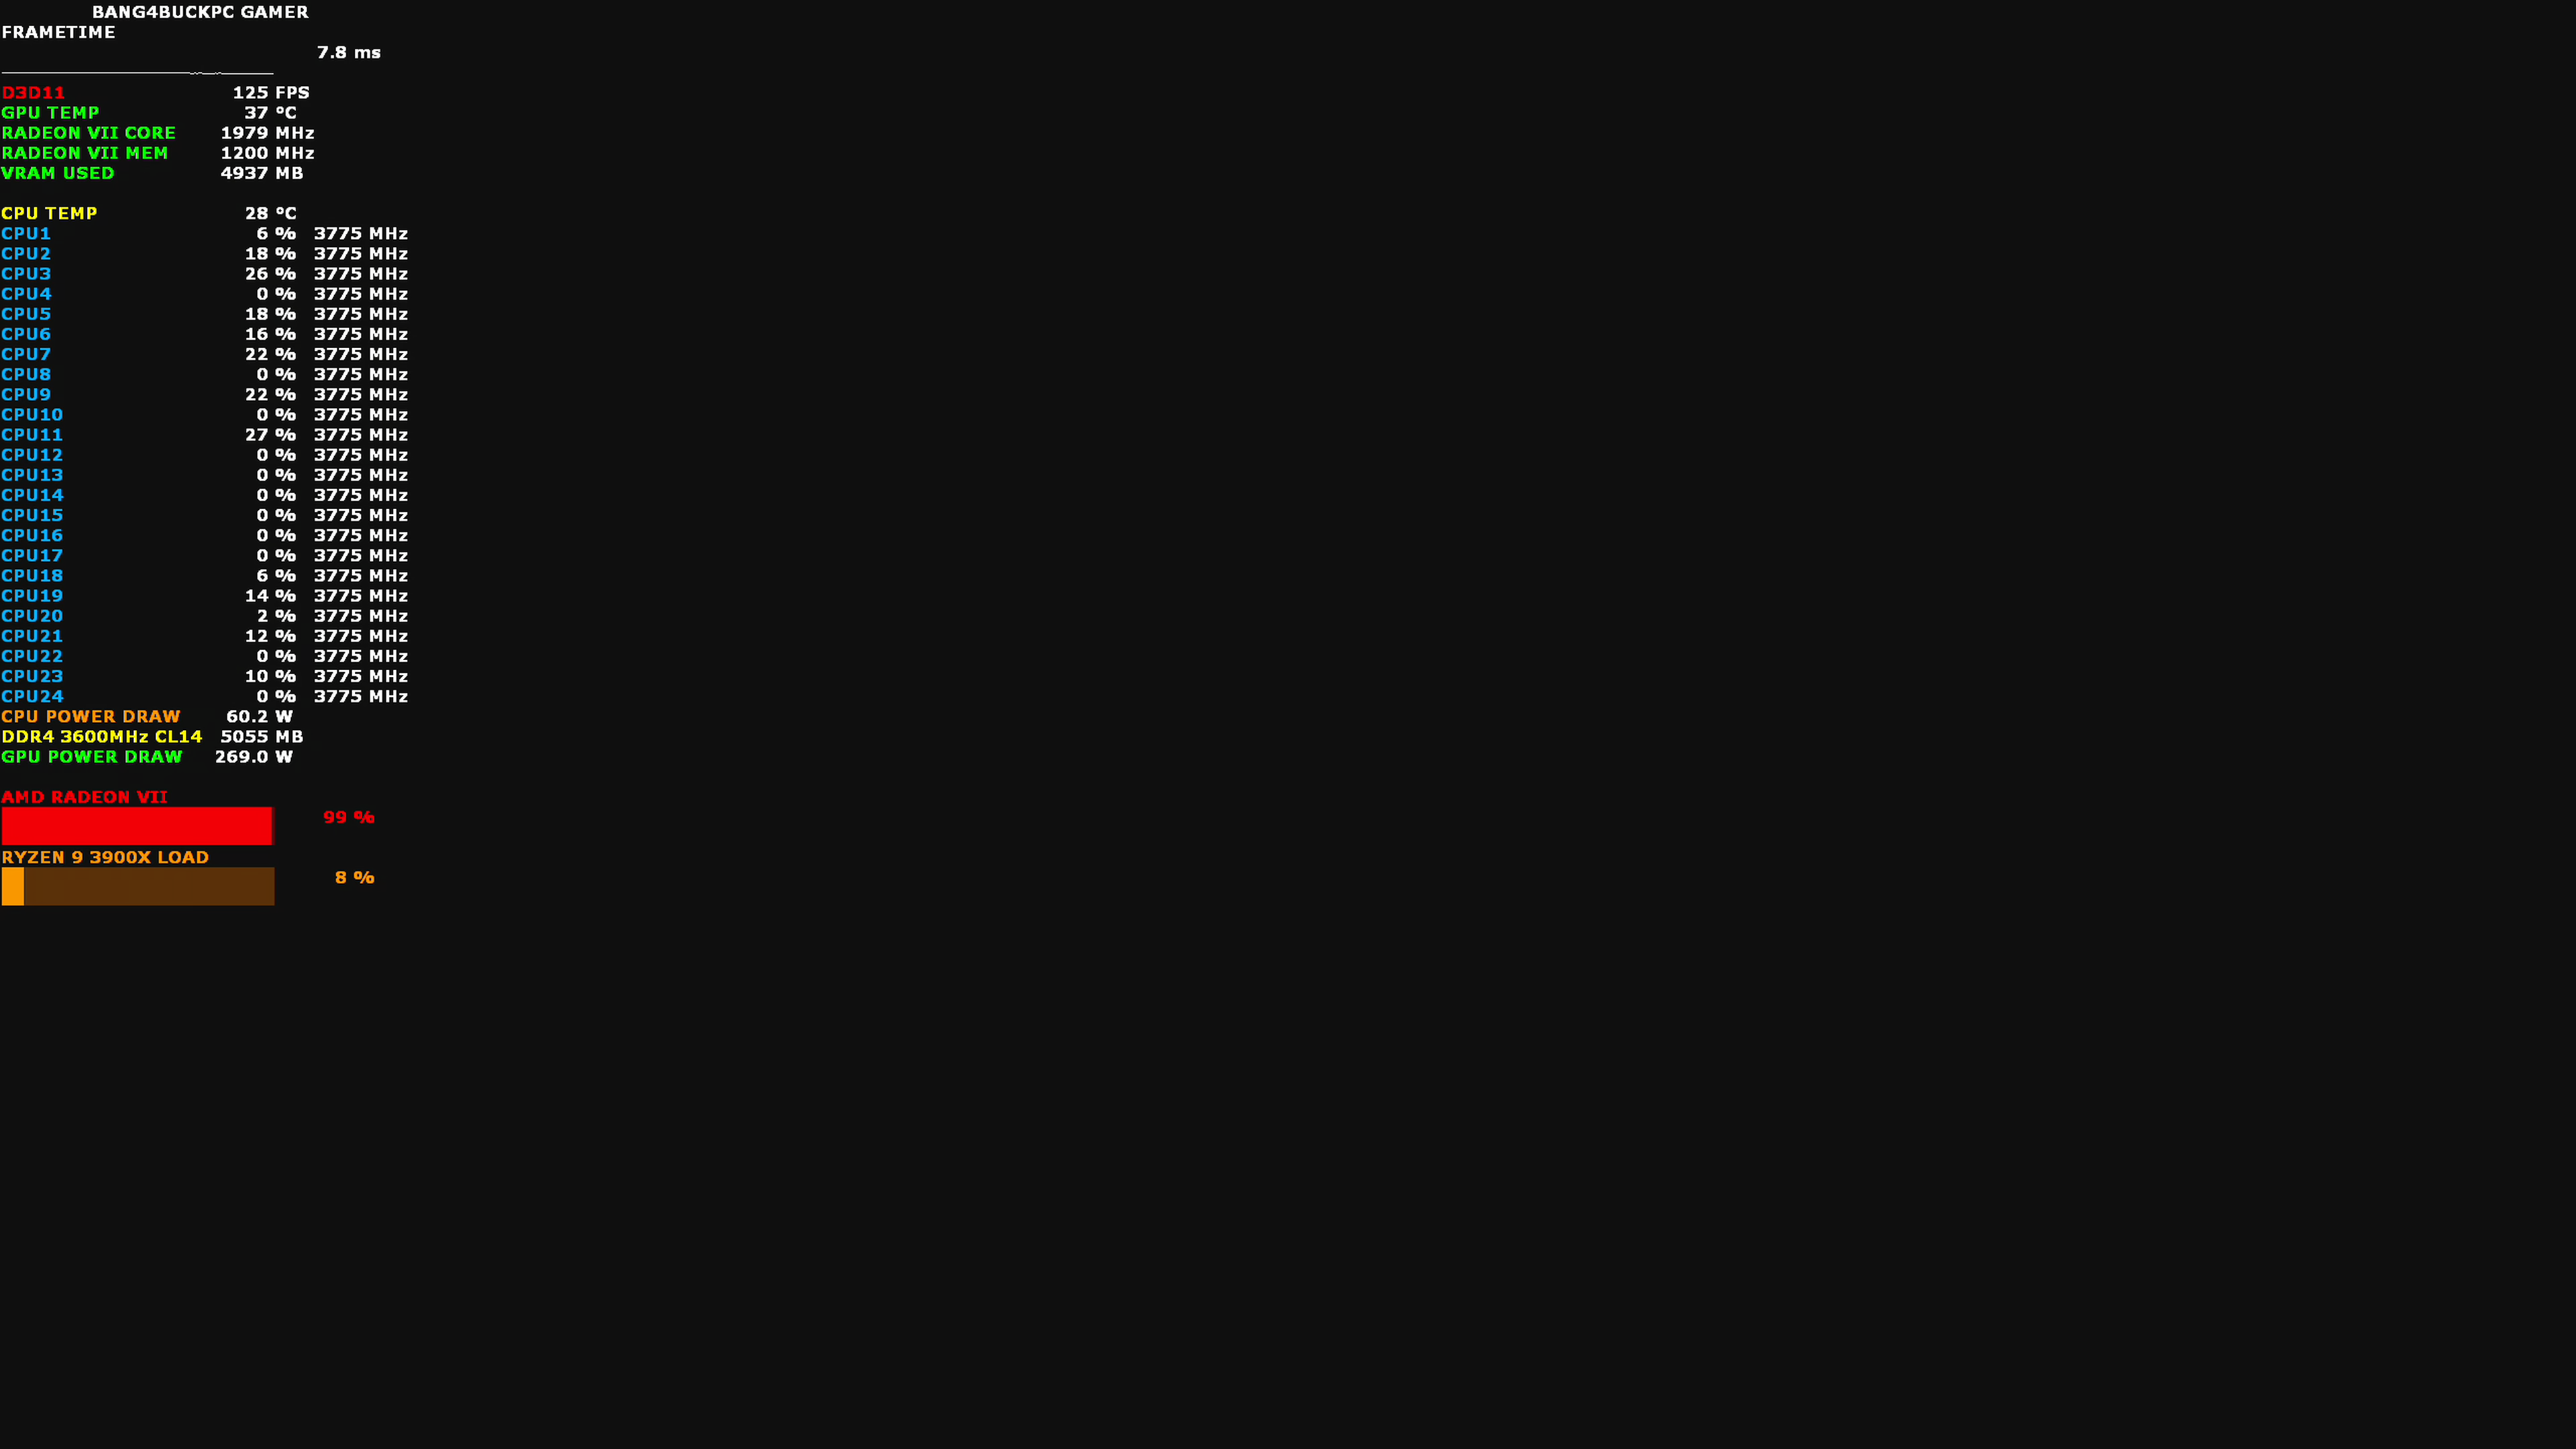 BANG4BUCKPC GAMER
FRAMETIME
7.8 ms
D3D11 125 FPS
GPU TEMP 37 °C
RADEON VII CORE 1979 MHz
RADEON VII MEM 1200 MHz
VRAM USED 4937 MB
CPU TEMP 28 °C
CPU1 6 % 3775 MHz
CPU2 18 % 3775 MHz
CPU3 26 % 3775 MHz
CPU4 0 % 3775 MHz
CPU5 18 % 3775 MHz
CPU6 16 % 3775 MHz
CPU7 22 % 3775 MHz
CPU8 0 % 3775 MHz
CPU9 22 % 3775 MHz
CPU10 0 % 3775 MHz
CPU11 27 % 3775 MHz
CPU12 0 % 3775 MHz
CPU13 0 % 3775 MHz
CPU14 0 % 3775 MHz
CPU15 0 % 3775 MHz
CPU16 0 % 3775 MHz
CPU17 0 % 3775 MHz
CPU18 6 % 3775 MHz
CPU19 14 % 3775 MHz
CPU20 2 % 3775 MHz
CPU21 12 % 3775 MHz
CPU22 0 % 3775 MHz
CPU23 10 % 3775 MHz
CPU24 0 % 3775 MHz
CPU POWER DRAW 60.2 W
DDR4 3600MHz CL14 5055 MB
GPU POWER DRAW 269.0 W
AMD RADEON VII
99 %
RYZEN 9 3900X LOAD
8 %